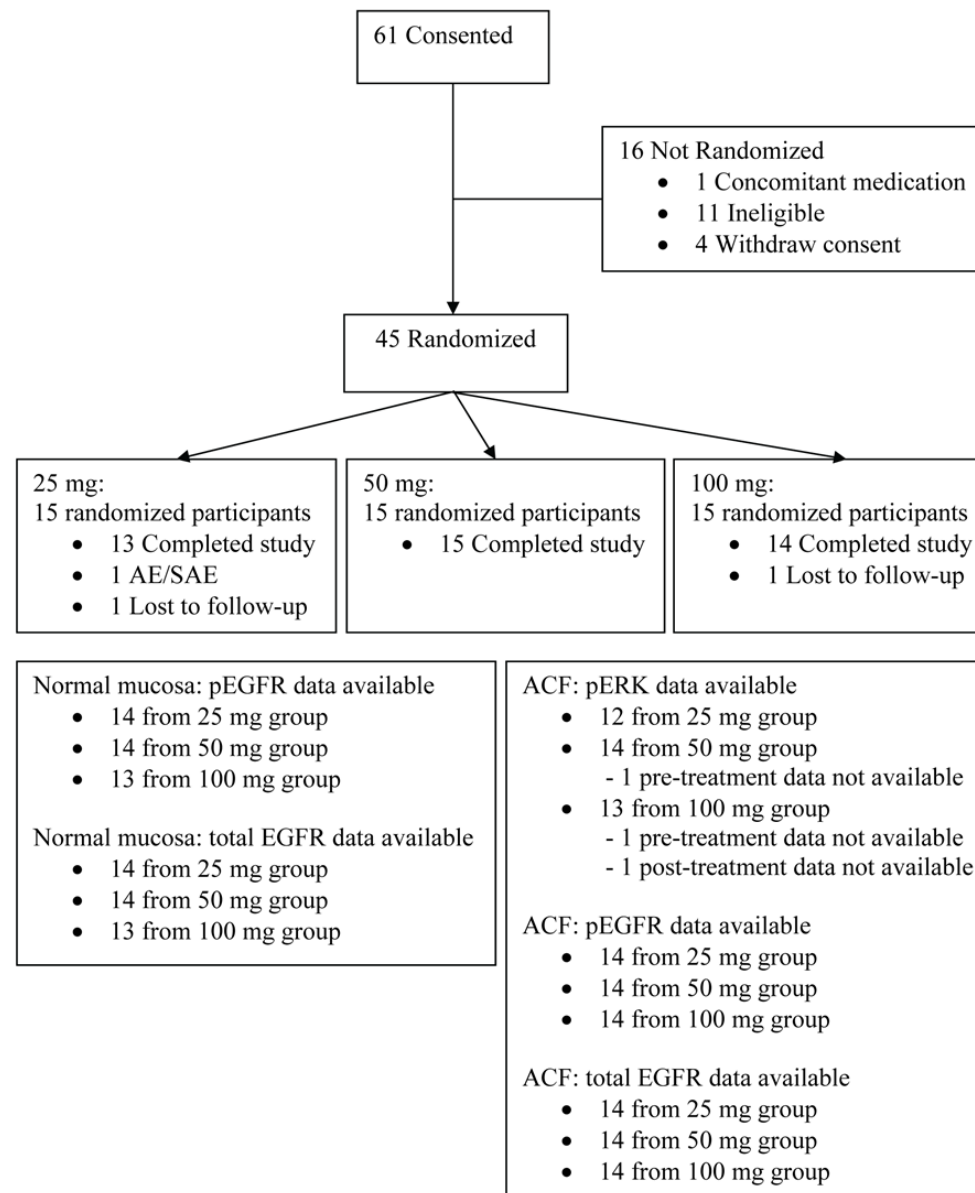 61 Consented
16 Not Randomized
• 1 Concomitant medication
• 11 Ineligible
• 4 Withdraw consent
45 Randomized
25 mg:
15 randomized participants
• 13 Completed study
• 1 AE/SAE
• 1 Lost to follow-up
50 mg:
15 randomized participants
• 15 Completed study
100 mg:
15 randomized participants
• 14 Completed study
• 1 Lost to follow-up
Normal mucosa: pEGFR data available
• 14 from 25 mg group
• 14 from 50 mg group
• 13 from 100 mg group
Normal mucosa: total EGFR data available
• 14 from 25 mg group
• 14 from 50 mg group
• 13 from 100 mg group
ACF: pERK data available
• 12 from 25 mg group
• 14 from 50 mg group
- 1 pre-treatment data not available
• 13 from 100 mg group
- 1 pre-treatment data not available
- 1 post-treatment data not available
ACF: pEGFR data available
• 14 from 25 mg group
• 14 from 50 mg group
• 14 from 100 mg group
ACF: total EGFR data available
• 14 from 25 mg group
• 14 from 50 mg group
• 14 from 100 mg group